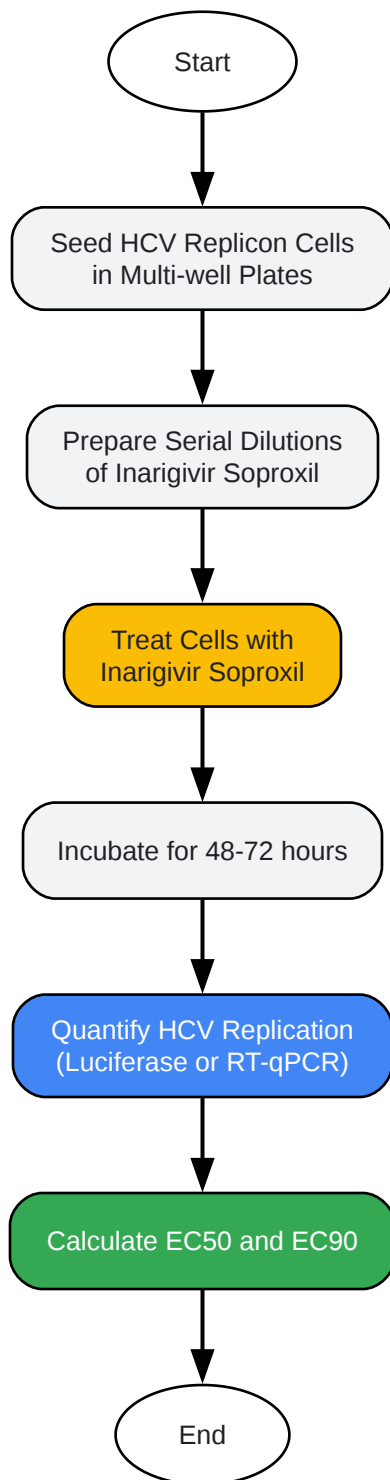 Start
Seed HCV Replicon Cells
in Multi-well Plates
Prepare Serial Dilutions
of Inarigivir Soproxil
Treat Cells with
Inarigivir Soproxil
Incubate for 48-72 hours
Quantify HCV Replication
(Luciferase or RT-qPCR)
Calculate EC50 and EC90
End